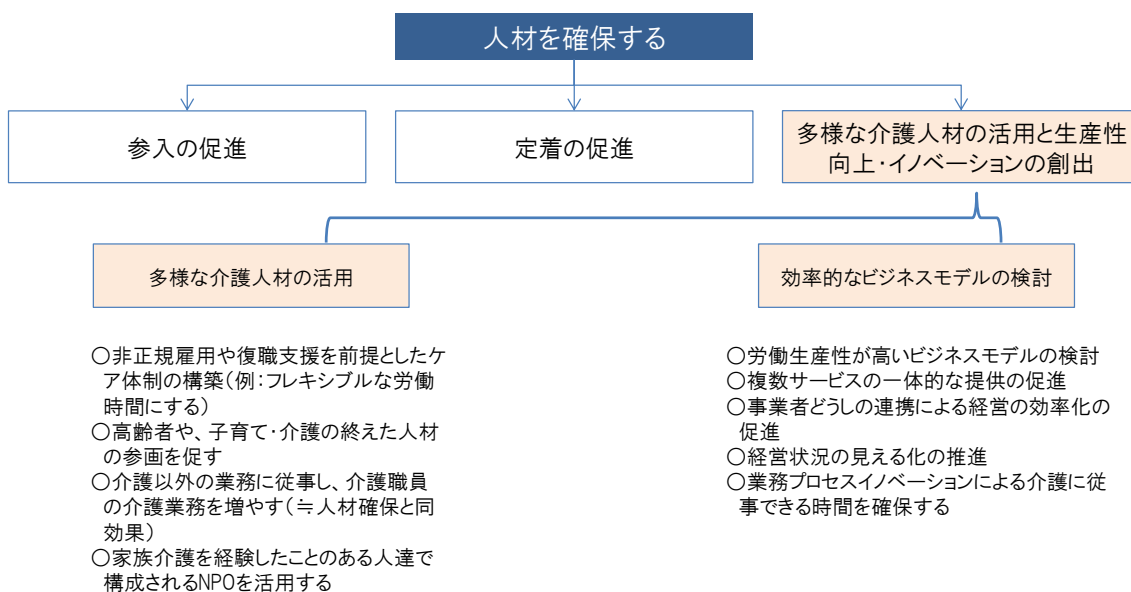 人材を確保する
参入の促進
定着の促進
多様な介護人材の活用と生産性
向上・イノベーションの創出
多様な介護人材の活用
効率的なビジネスモデルの検討
○非正規雇用や復職支援を前提としたケ
ア体制の構築(例:フレキシブルな労働
時間にする)
○高齢者や、子育て・介護の終えた人材
の参画を促す
○介護以外の業務に従事し、介護職員
の介護業務を増やす(≒人材確保と同
効果)
○家族介護を経験したことのある人達で
構成されるNPOを活用する
○労働生産性が高いビジネスモデルの検討
○複数サービスの一体的な提供の促進
○事業者どうしの連携による経営の効率化の
促進
○経営状況の見える化の推進
○業務プロセスイノベーションによる介護に従
事できる時間を確保する